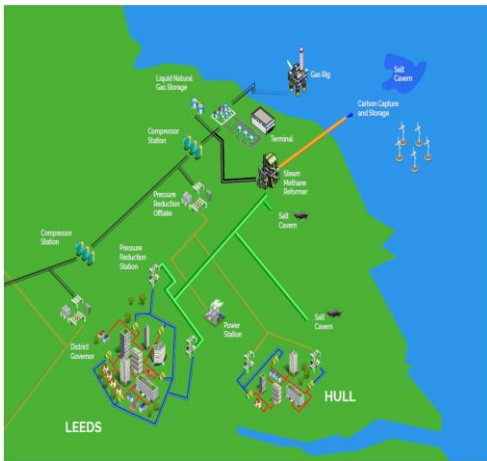 Liquid Natural
Gas Storage
Gas Rig
Salt
Cavern
Carbon Capture
and Storage
Compressor
Station
Terminal
Steam
Methane
Reformer
Pressure
Reduction
Offtake
Salt
Cavern
Compressor
Station
Pressure
Reduction
Station
Salt
Cavern
Power
Station
District
Governor
HULL
LEEDS